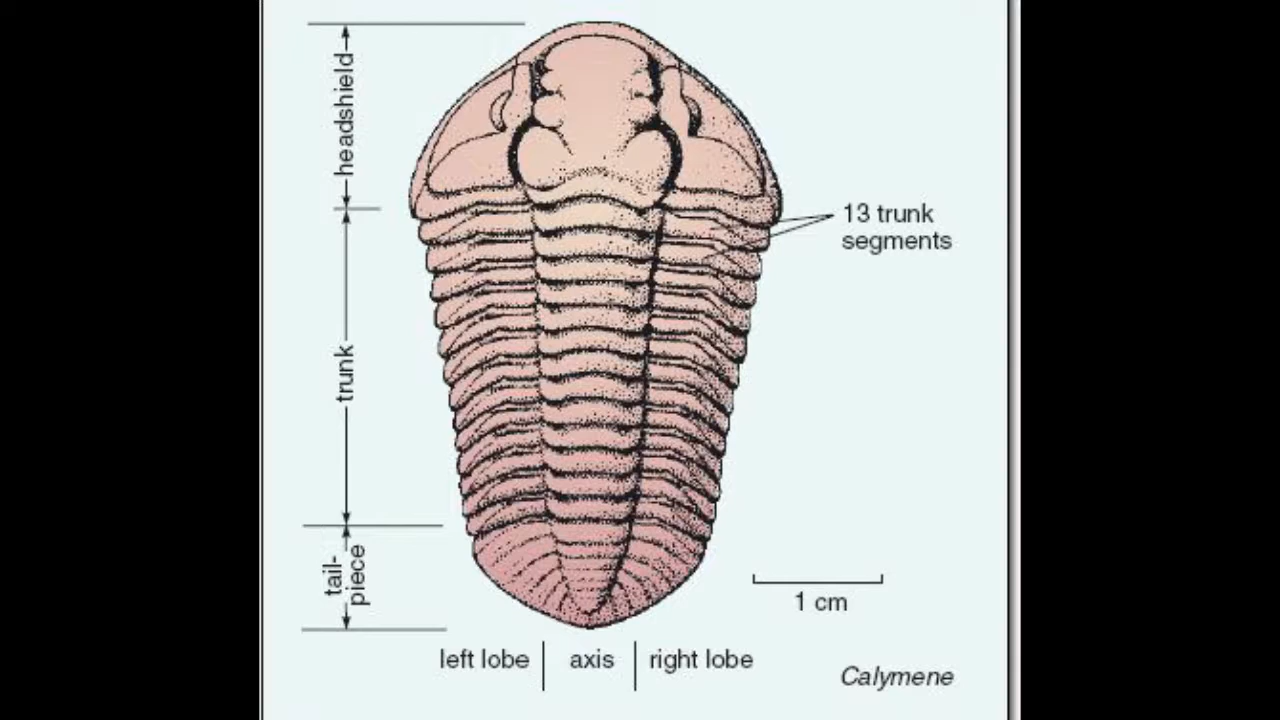 headshield
13 trunk
segments
trunk
tail-
piece
1 cm
left lobe
axis
right lobe
Calymene